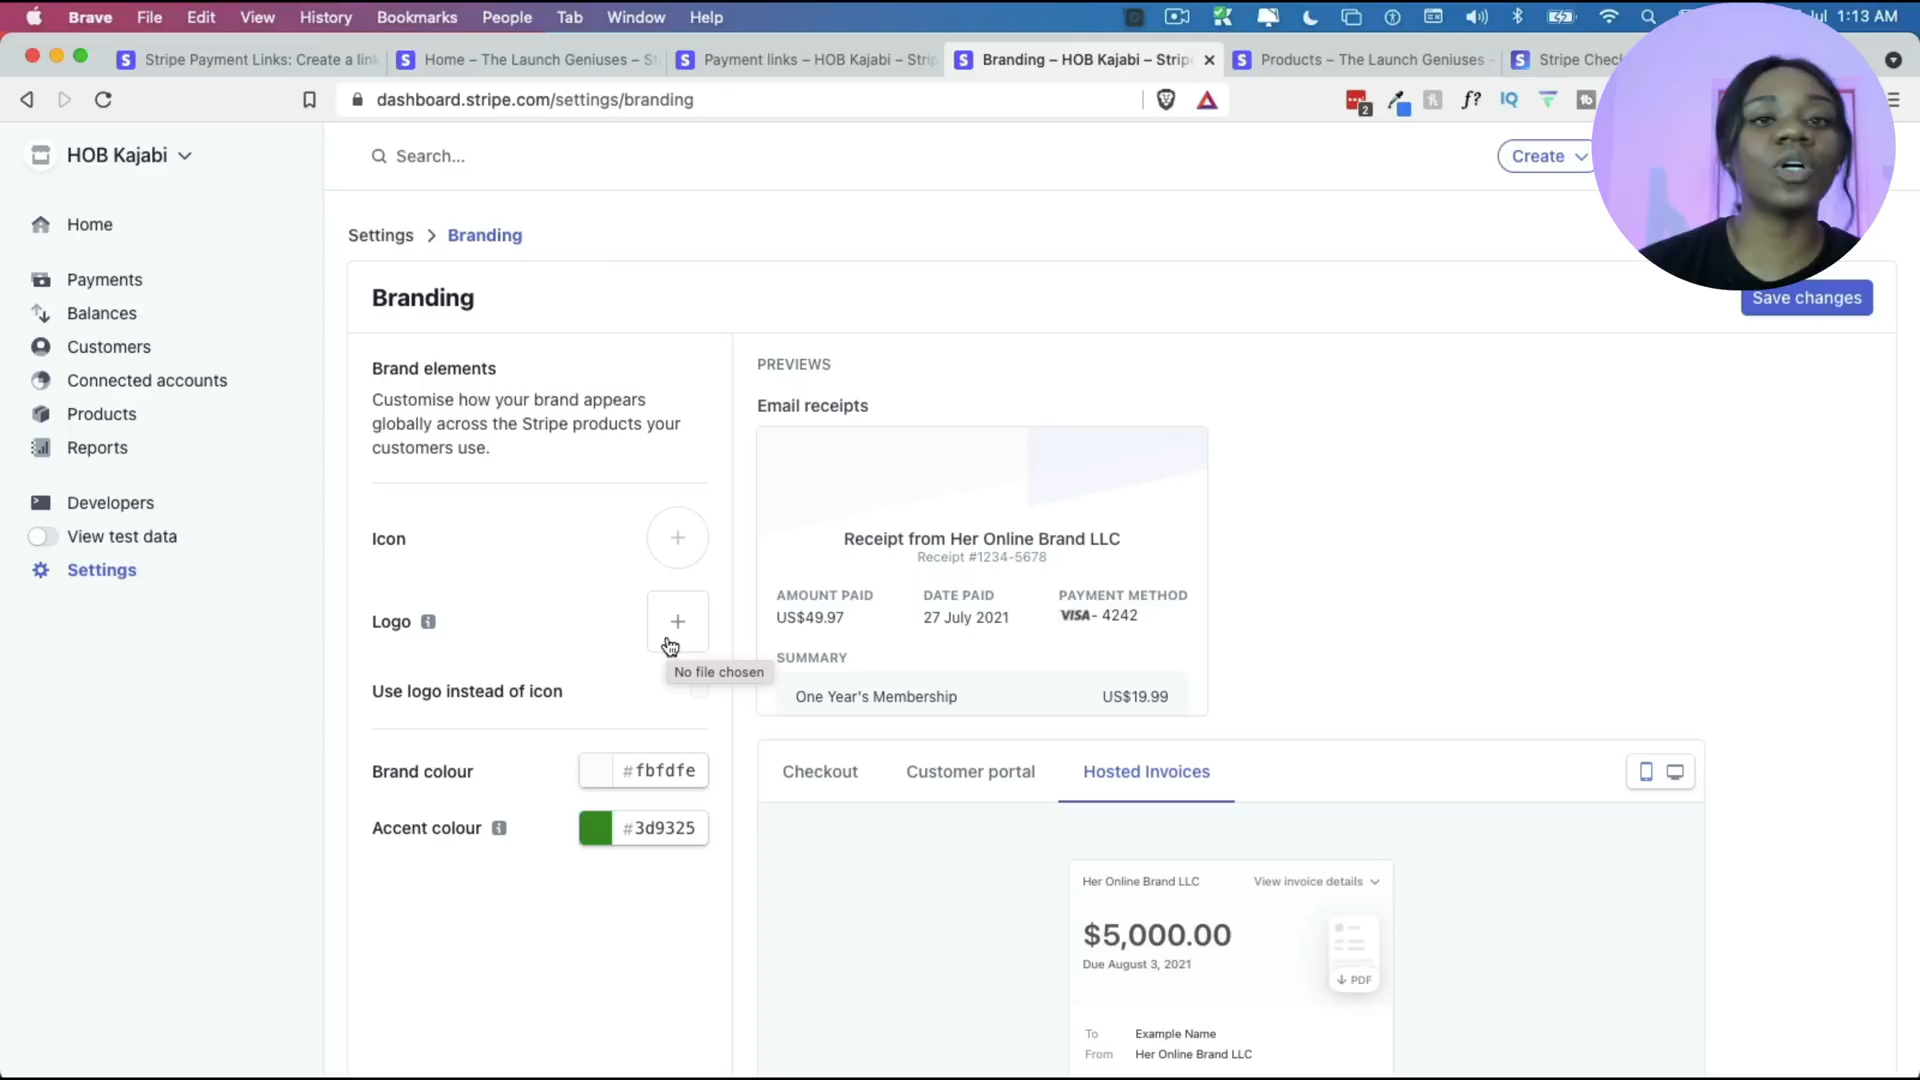 Brave File Edit View History Bookmarks People Tab Window Help 1:13 AM
Stripe Payment Links: Create a link
Home – The Launch Geniuses – St
Payment links – HOB Kajabi – Strip
Branding – HOB Kajabi – Stripe
Products – The Launch Geniuses -
Stripe Chec
dashboard.stripe.com/settings/branding
2
f?
IQ
HOB Kajabi
Search...
Create
Home
Payments
Balances
Customers
Connected accounts
Products
Reports
Developers
View test data
Settings
Settings > Branding
Branding
Save changes
Brand elements
Customise how your brand appears
globally across the Stripe products your
customers use.
Icon
Logo
No file chosen
Use logo instead of icon
Brand colour
#fbfdfe
Accent colour
#3d9325
PREVIEWS
Email receipts
Receipt from Her Online Brand LLC
Receipt #1234-5678
AMOUNT PAID DATE PAID PAYMENT METHOD
US$49.97 27 July 2021 VISA - 4242
SUMMARY
One Year's Membership US$19.99
Checkout Customer portal Hosted Invoices
Her Online Brand LLC View invoice details
$5,000.00
Due August 3, 2021
PDF
To Example Name
From Her Online Brand LLC